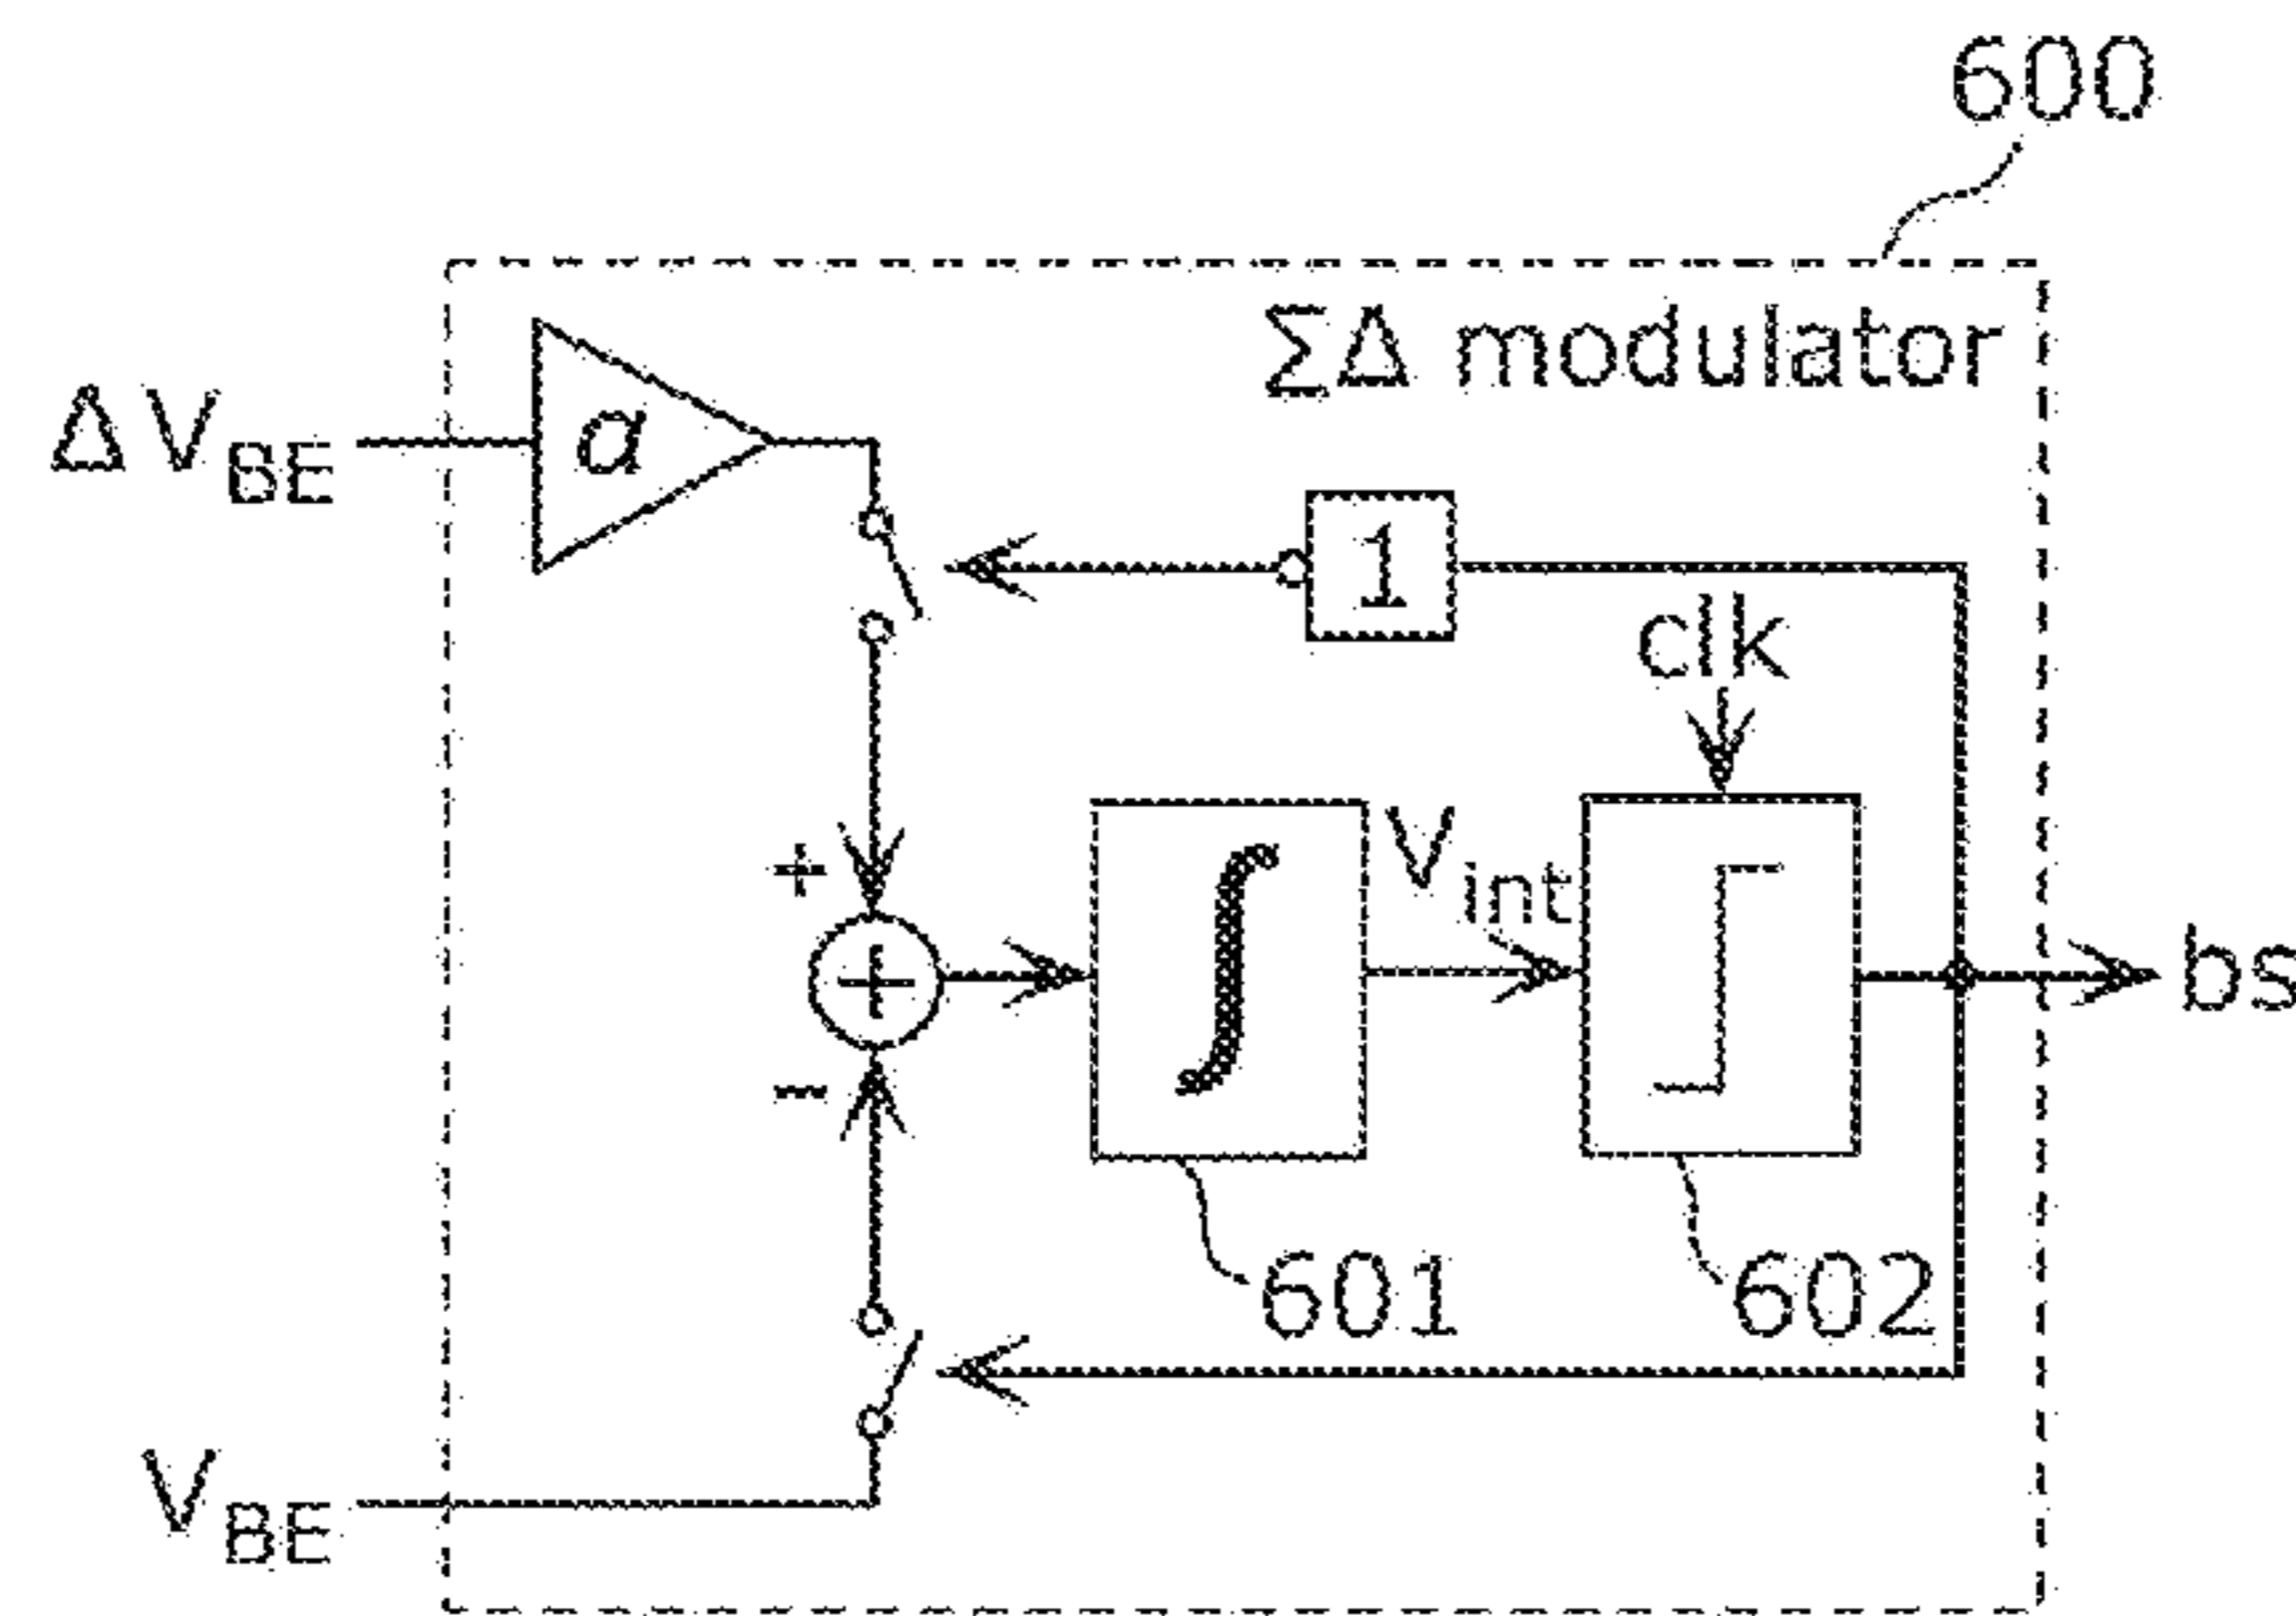 600
ΣΔ modulator
ΔV_BE
α
1
clk
+
V_int
+
bs
−
601
602
V_BE